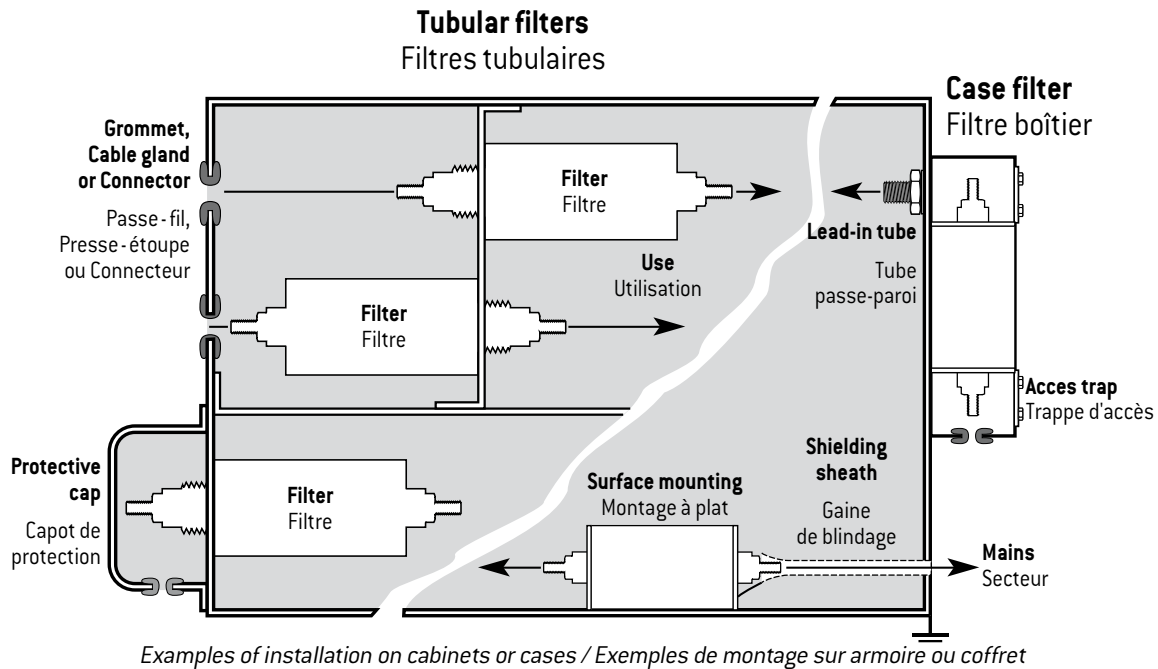 Tubular filters
Filtres tubulaires
Case filter
Filtre boîtier
Grommet,
Cable gland
or Connector
Passe-fil,
Presse-étoupe
ou Connecteur
Filter
Filtre
Lead-in tube
Tube
passe-paroi
Use
Utilisation
Filter
Filtre
Acces trap
Trappe d'accès
Protective
cap
Capot de
protection
Filter
Filtre
Surface mounting
Montage à plat
Shielding
sheath
Gaine
de blindage
Mains
Secteur
Examples of installation on cabinets or cases / Exemples de montage sur armoire ou coffret